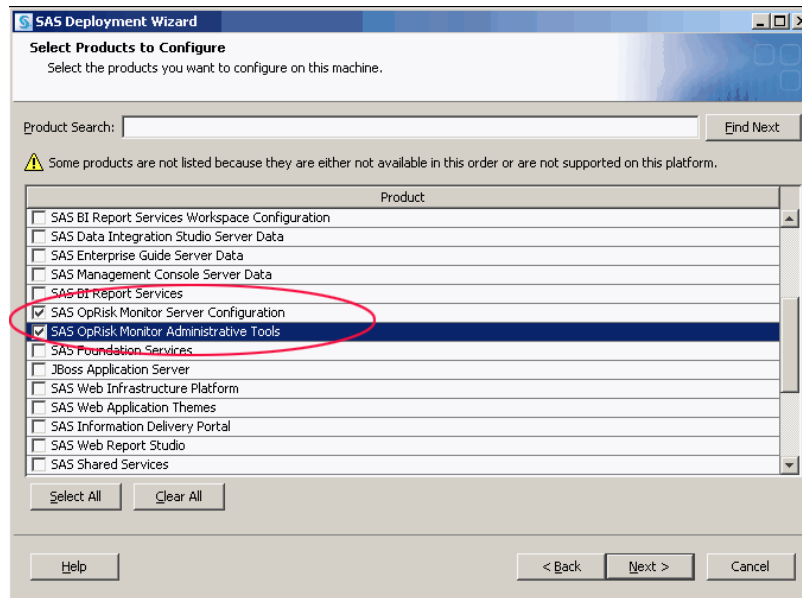 SAS Deployment Wizard
Select Products to Configure
Select the products you want to configure on this machine.
Product Search:
Find Next
Some products are not listed because they are either not available in this order or are not supported on this platform.
Product
SAS BI Report Services Workspace Configuration
SAS Data Integration Studio Server Data
SAS Enterprise Guide Server Data
SAS Management Console Server Data
SAS BI Report Services
SAS OpRisk Monitor Server Configuration
SAS OpRisk Monitor Administrative Tools
SAS Foundation Services
JBoss Application Server
SAS Web Infrastructure Platform
SAS Web Application Themes
SAS Information Delivery Portal
SAS Web Report Studio
SAS Shared Services
Select All Clear All
Help < Back Next > Cancel